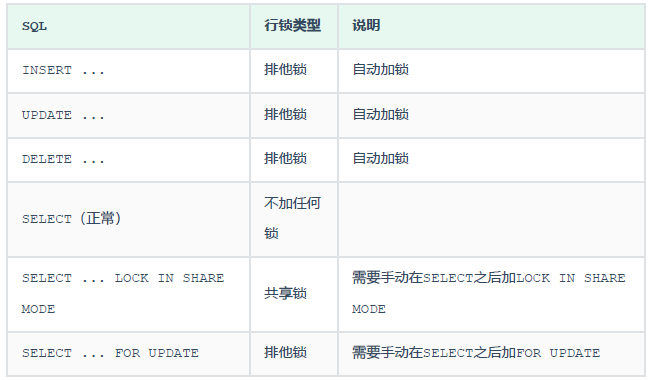 SQL 行锁类型 说明
INSERT ... 排他锁 自动加锁
UPDATE ... 排他锁 自动加锁
DELETE ... 排他锁 自动加锁
SELECT（正常） 不加任何
锁
SELECT ... LOCK IN SHARE
MODE
共享锁
需要手动在SELECT之后加LOCK IN SHARE
MODE
SELECT ... FOR UPDATE 排他锁 需要手动在SELECT之后加FOR UPDATE